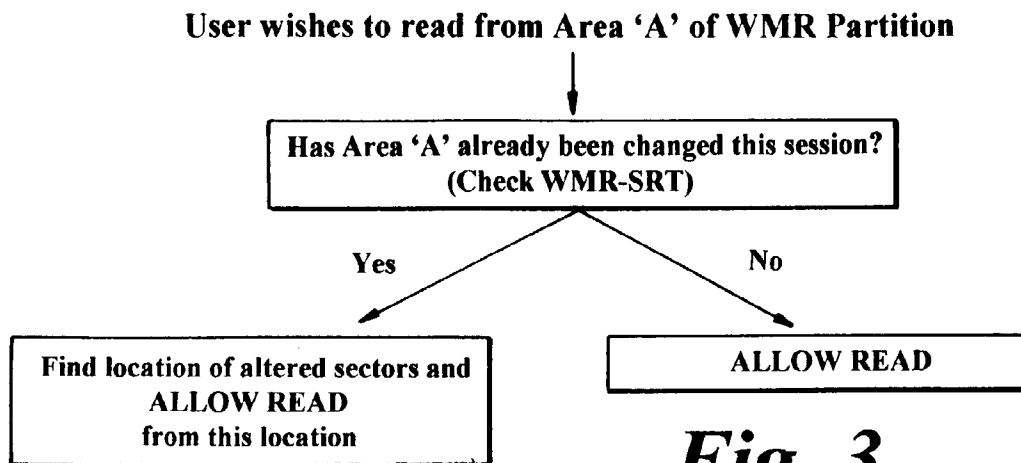 User wishes to read from Area ‘A’ of WMR Partition
Has Area ‘A’ already been changed this session?
(Check WMR-SRT)
Yes
No
Find location of altered sectors and
ALLOW READ
from this location
ALLOW READ
Fig. 3